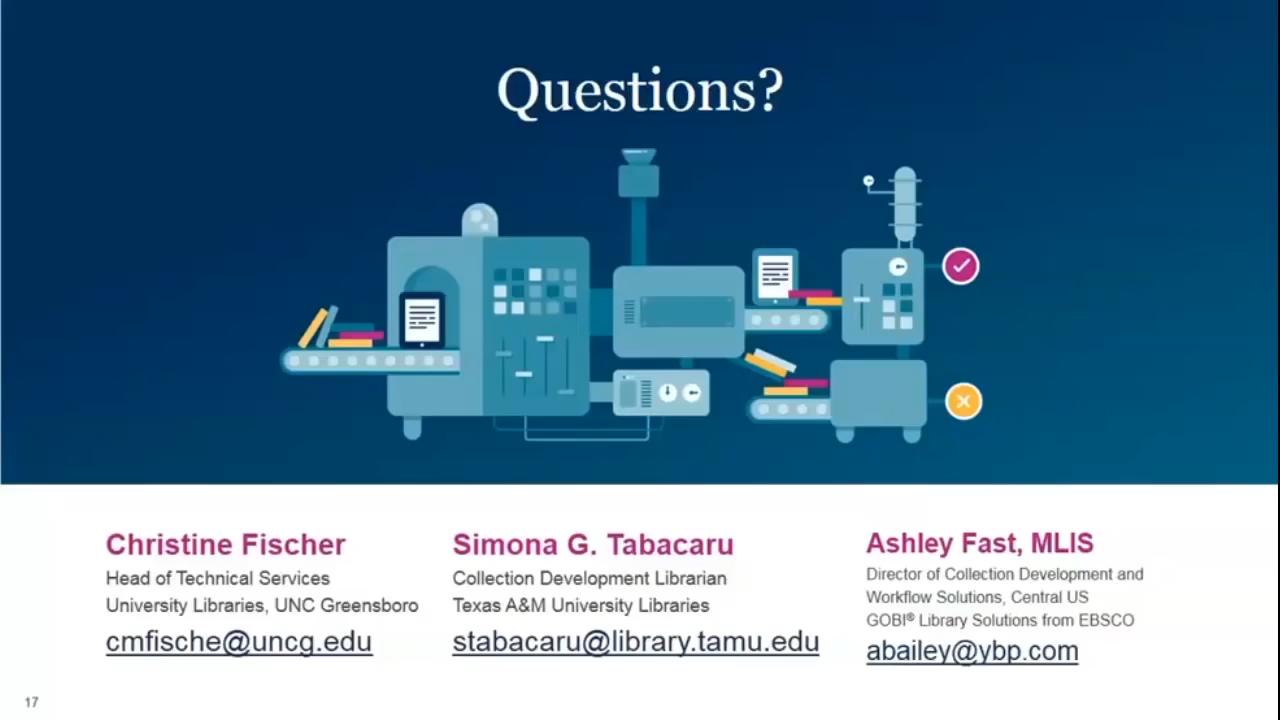 Questions?
Christine Fischer
Head of Technical Services
University Libraries, UNC Greensboro
cmfische@uncg.edu
Simona G. Tabacaru
Collection Development Librarian
Texas A&M University Libraries
stabacaru@library.tamu.edu
Ashley Fast, MLIS
Director of Collection Development and
Workflow Solutions, Central US
GOBI® Library Solutions from EBSCO
abailey@ybp.com
17